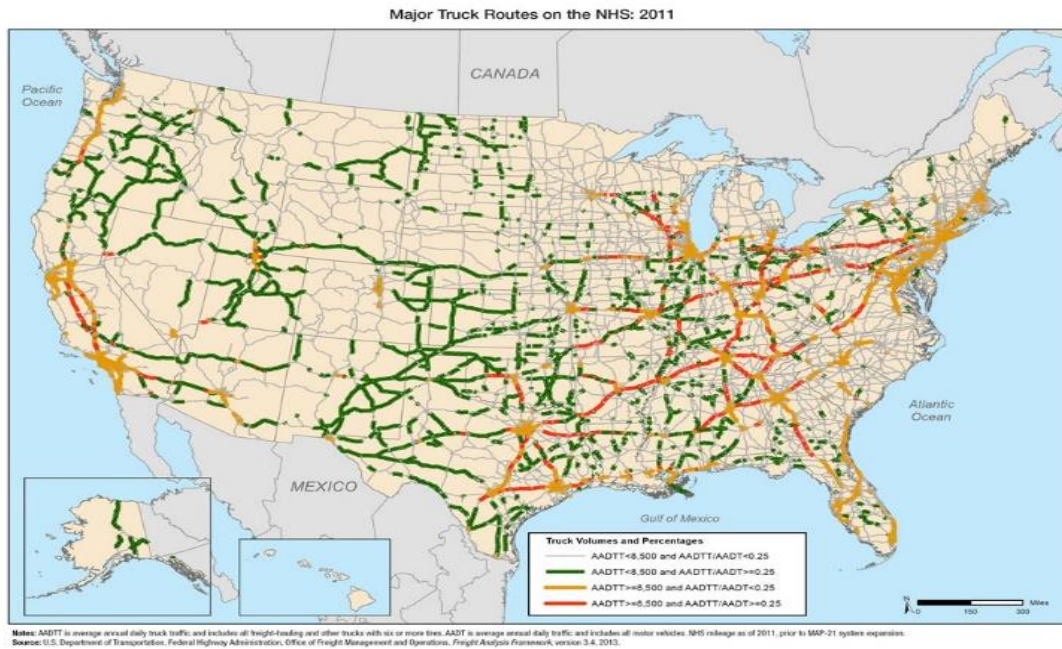 Major Truck Routes on the NHS: 2011
CANADA
Pacific
Ocean
Atlantic
Ocean
MEXICO
Gulf of Mexico
Truck Volumes and Percentages
AADTT<8,500 and AADTT/AADT<0.25
AADTT<8,500 and AADTT/AADT>=0.25
AADTT>=8,500 and AADTT/AADT<0.25
AADTT>=8,500 and AADTT/AADT>=0.25
N
0 150 300 Miles
Notes: AADTT is average annual daily truck traffic and includes all freight-hauling and other trucks with six or more tires. AADT is average annual daily traffic and includes all motor vehicles. NHS mileage as of 2011, prior to MAP-21 system expansion.
Source: U.S. Department of Transportation, Federal Highway Administration, Office of Freight Management and Operations, Freight Analysis Framework, version 3.4, 2013.